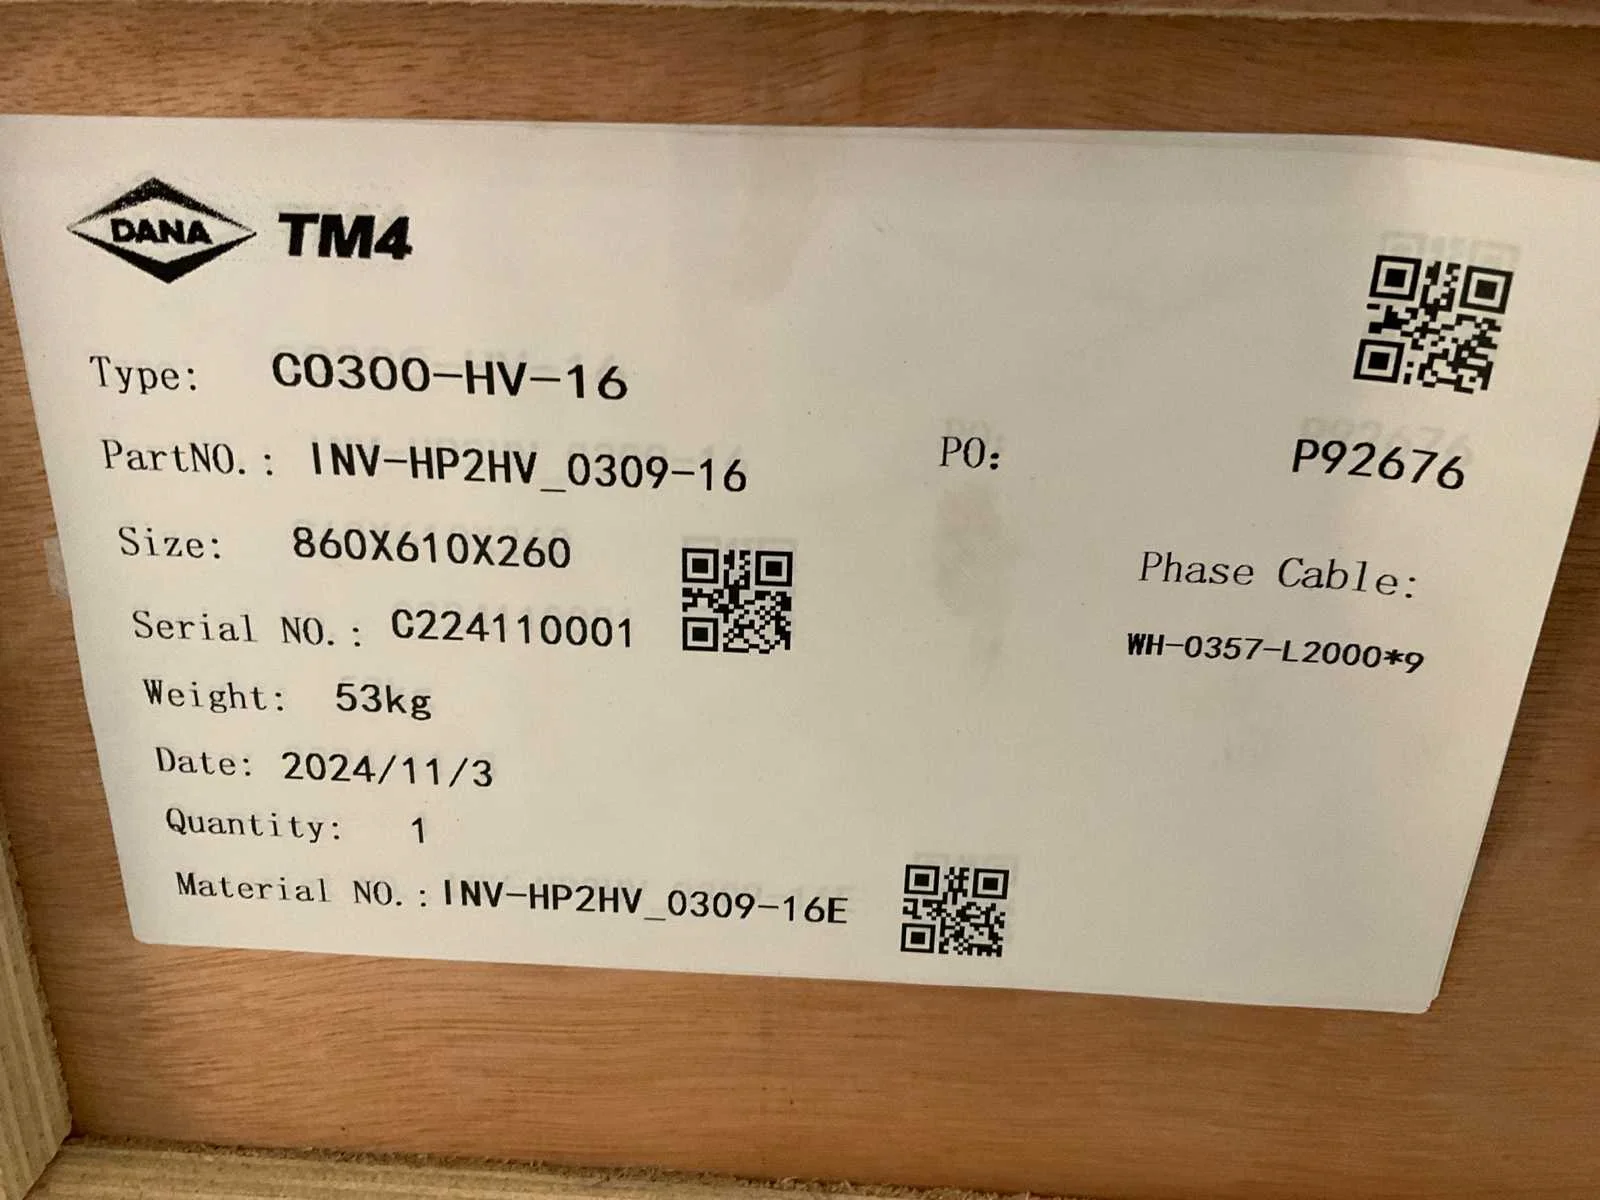 DANA TM4
Type: CO300-HV-16
PartNO.: INV-HP2HV_0309-16
PO: P92676
Size: 860X610X260
Phase Cable:
Serial NO.: C224110001
WH-0357-L2000*9
Weight: 53kg
Date: 2024/11/3
Quantity: 1
Material NO.: INV-HP2HV_0309-16E